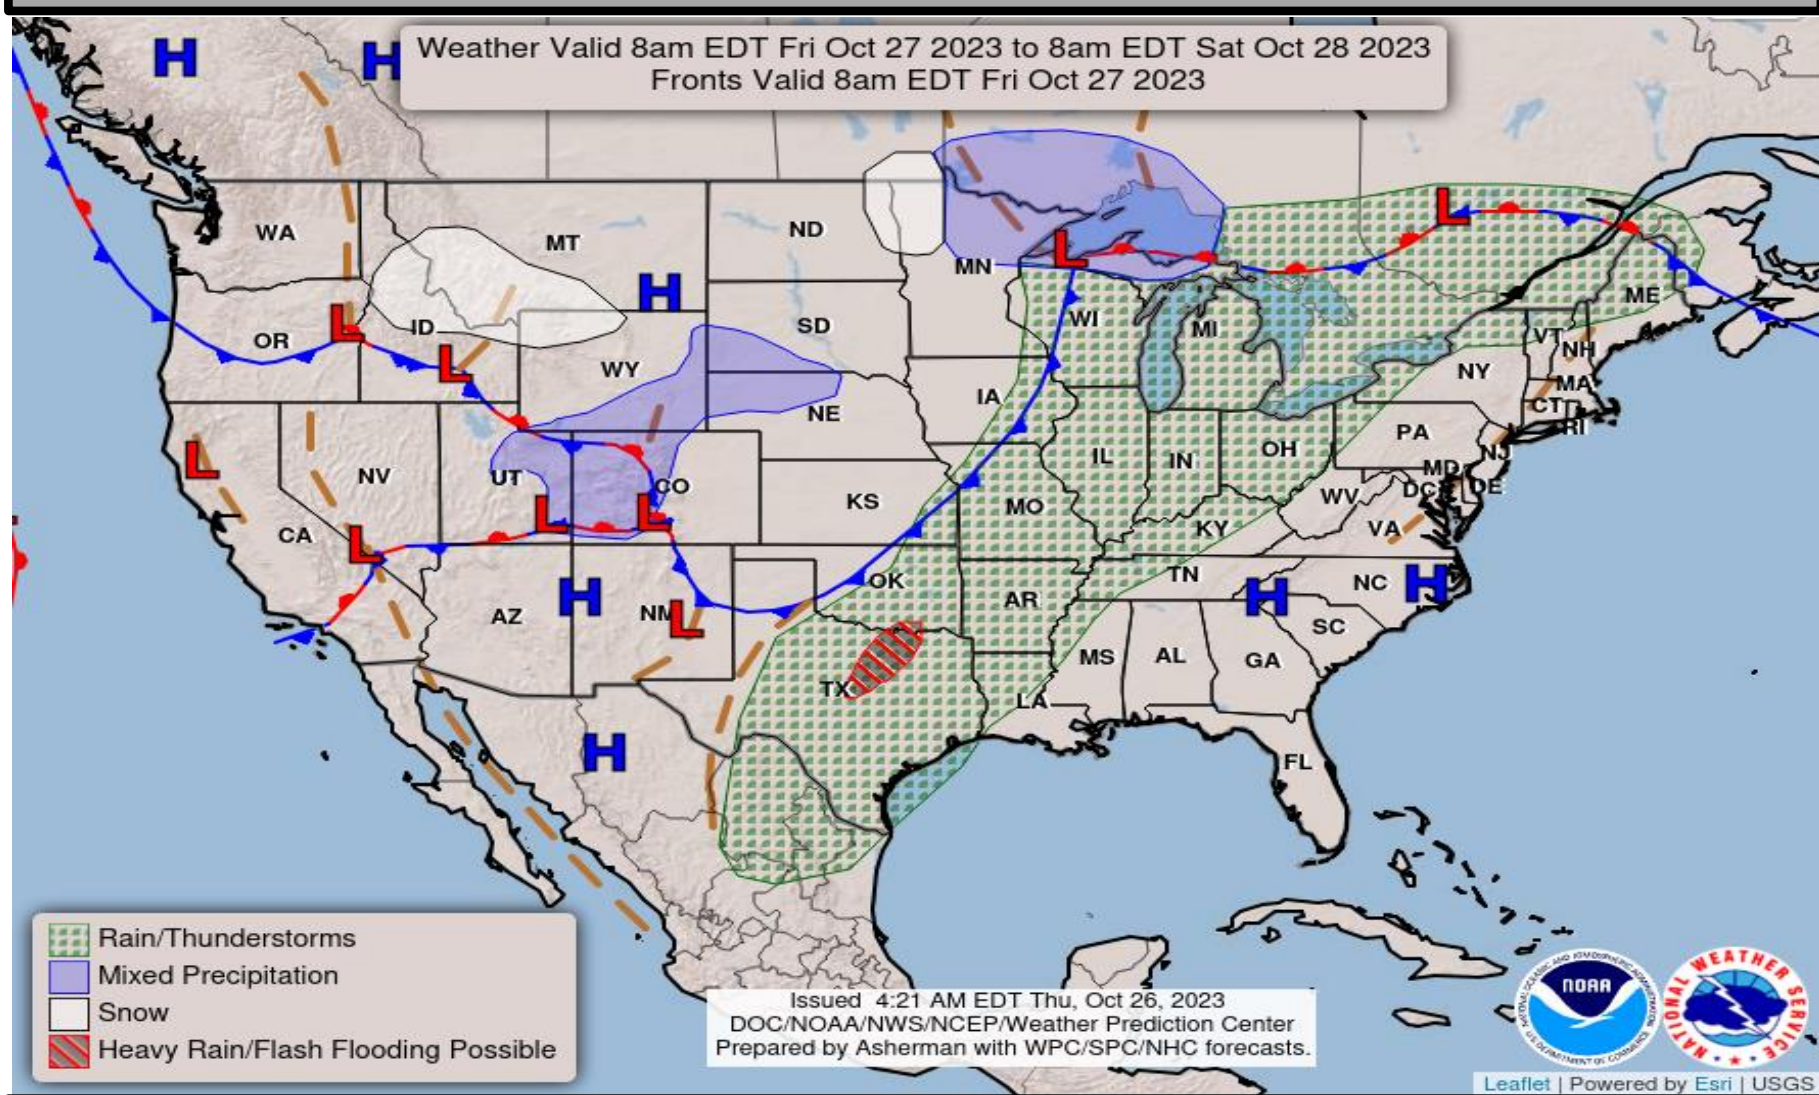 Weather Valid 8am EDT Fri Oct 27 2023 to 8am EDT Sat Oct 28 2023
Fronts Valid 8am EDT Fri Oct 27 2023
H
H
L
WA
MT
ND
MN
L
H
ME
OR
L
ID
L
WY
SD
WI
MI
VT
NH
NY
MA
CT
RI
IA
NE
PA
NJ
L
NV
UT
CO
IL
IN
OH
MD
DC
DE
WV
KS
MO
L
L
VA
CA
L
KY
OK
TN
NC
H
H
AZ
H
NM
L
AR
SC
MS
AL
GA
TX
LA
H
FL
Rain/Thunderstorms
Mixed Precipitation
Snow
Heavy Rain/Flash Flooding Possible
Issued 4:21 AM EDT Thu, Oct 26, 2023
DOC/NOAA/NWS/NCEP/Weather Prediction Center
Prepared by Asherman with WPC/SPC/NHC forecasts.
NOAA
NATIONAL WEATHER SERVICE
Leaflet | Powered by Esri | USGS